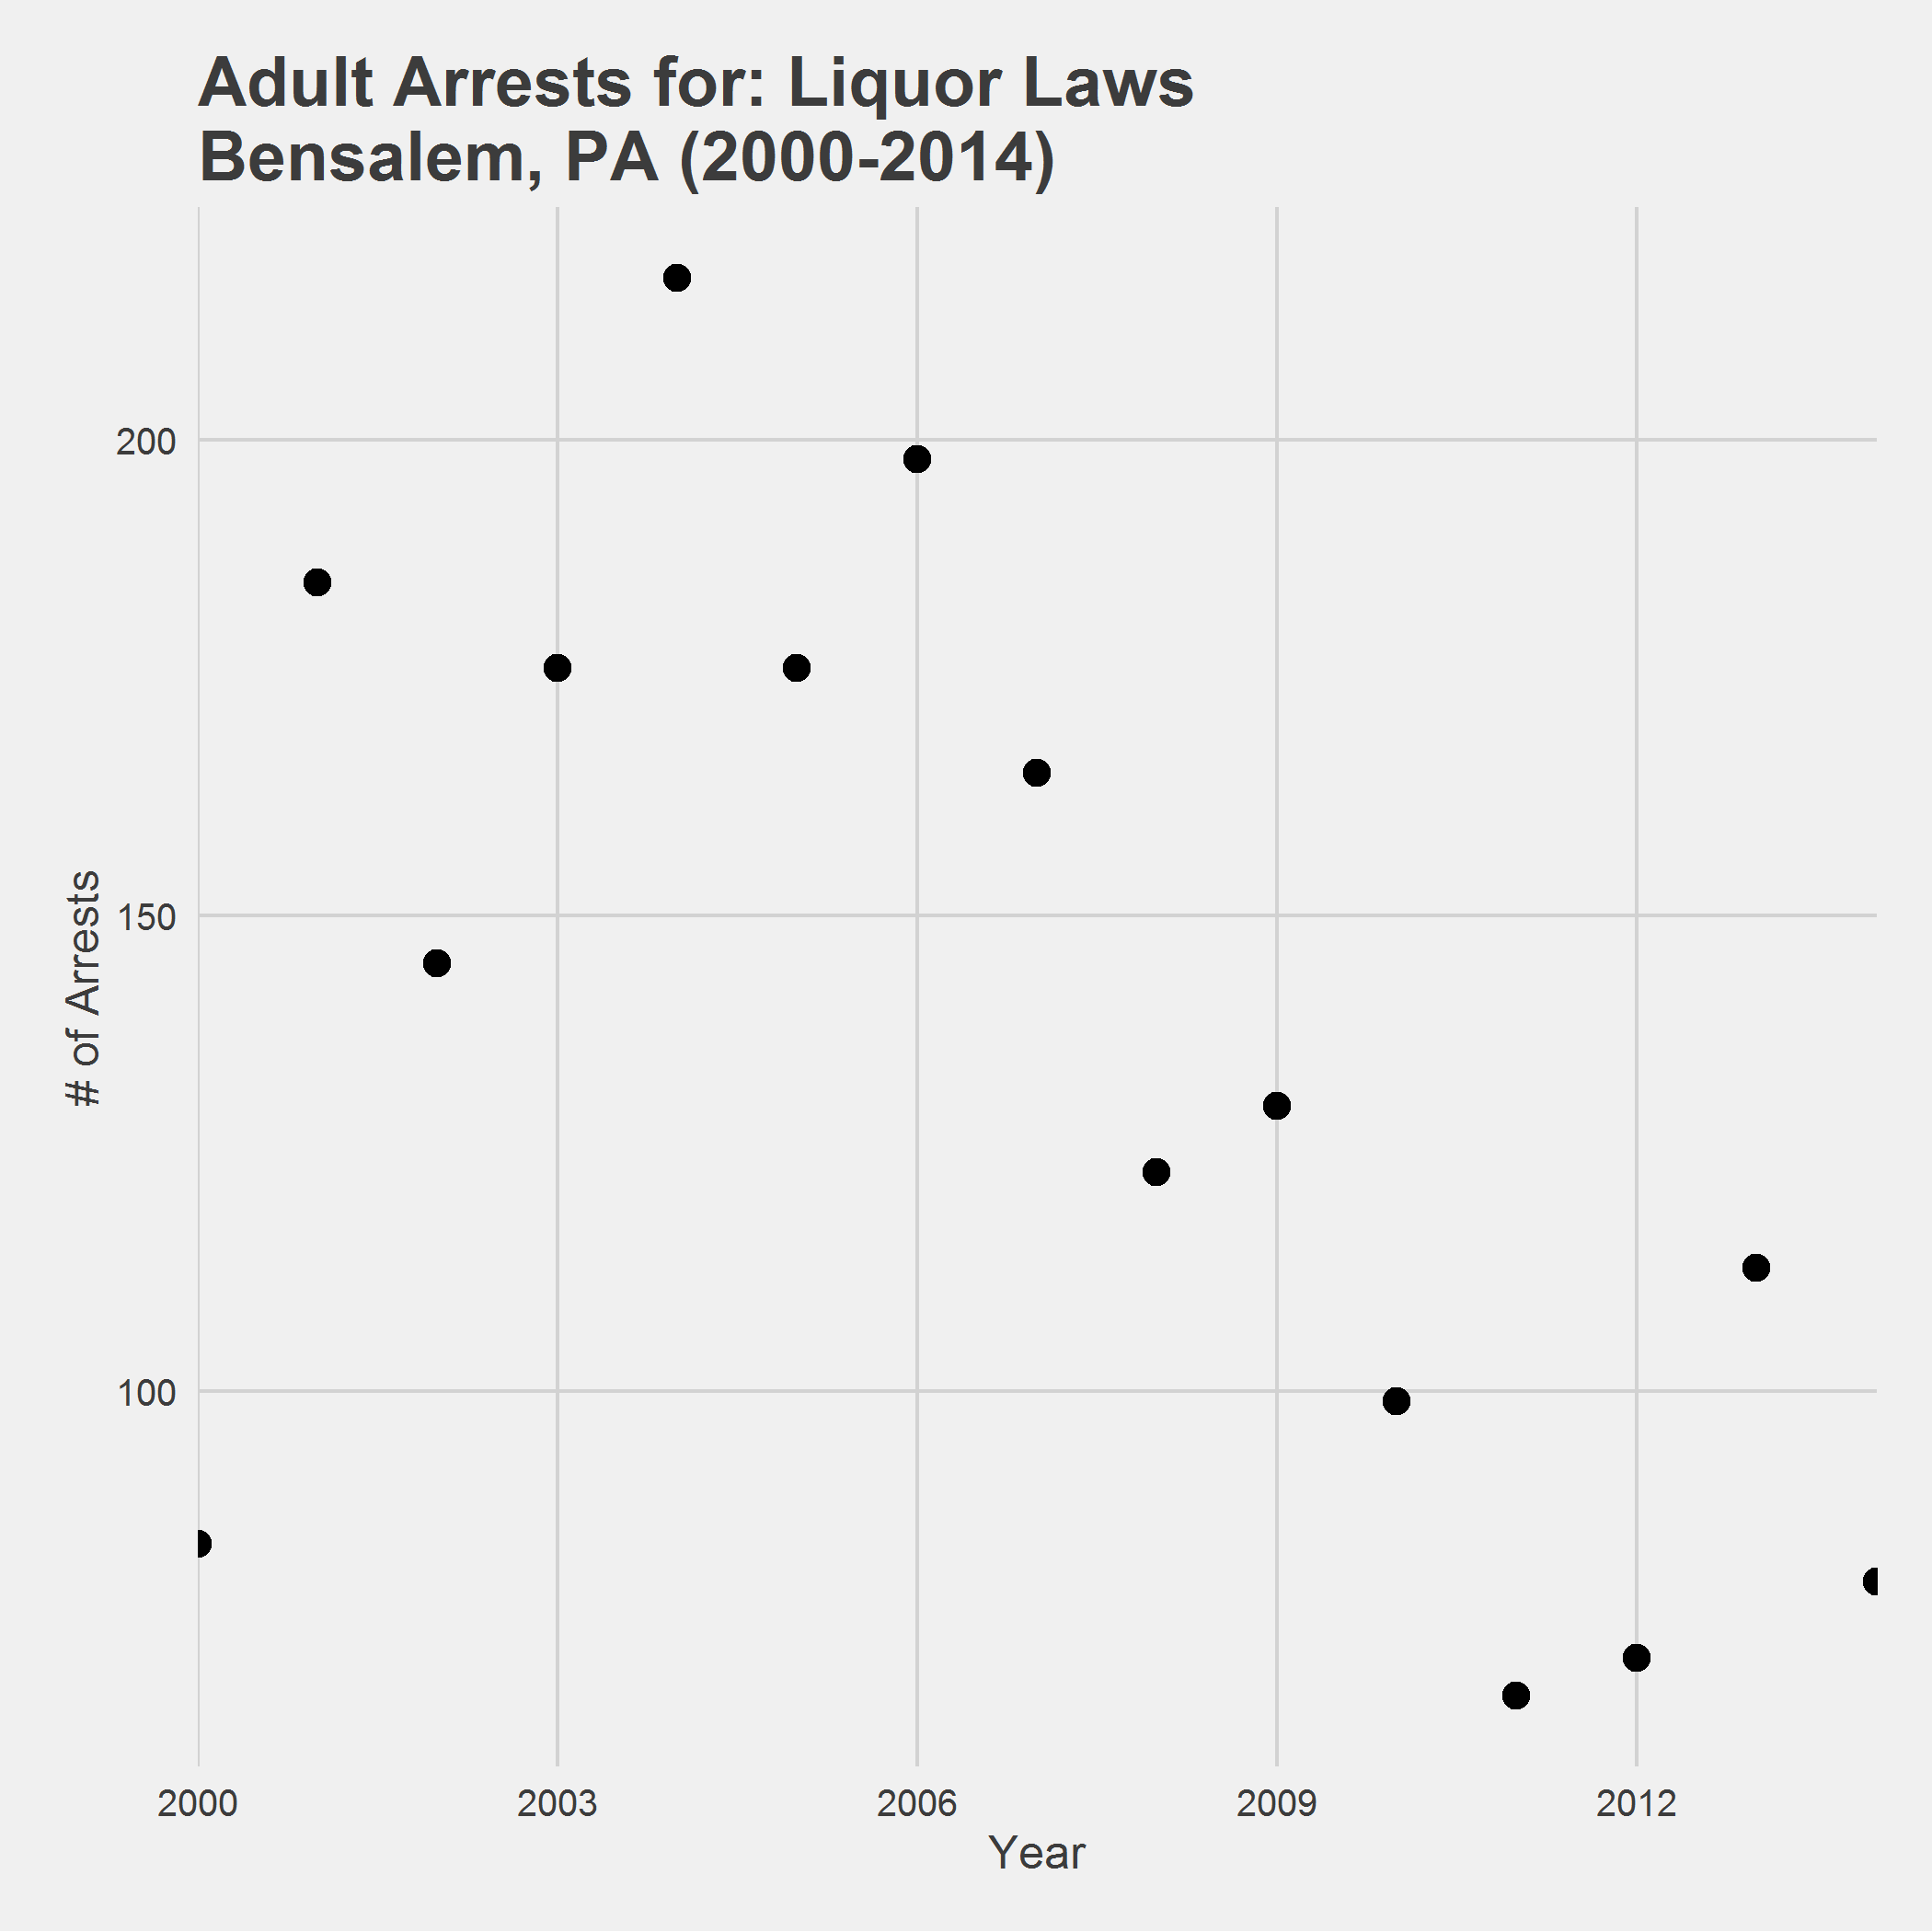 Adult Arrests for: Liquor Laws
Bensalem, PA (2000-2014)
200
150
100
# of Arrests
2000 2003 2006 2009 2012
Year